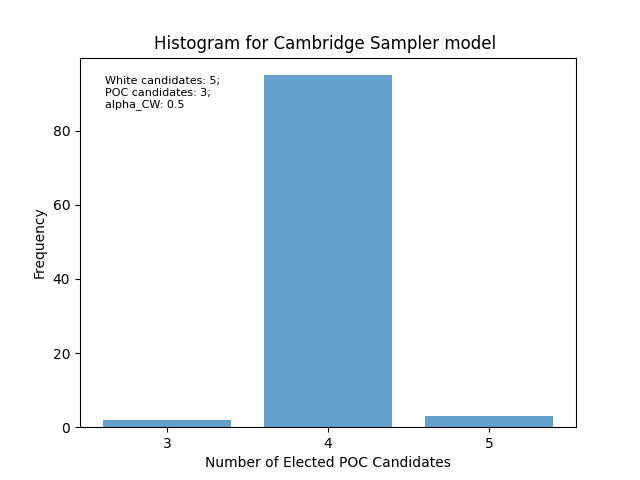 Histogram for Cambridge Sampler model
White candidates: 5;
POC candidates: 3;
alpha_CW: 0.5
Frequency
80
60
40
20
0
3 4 5
Number of Elected POC Candidates